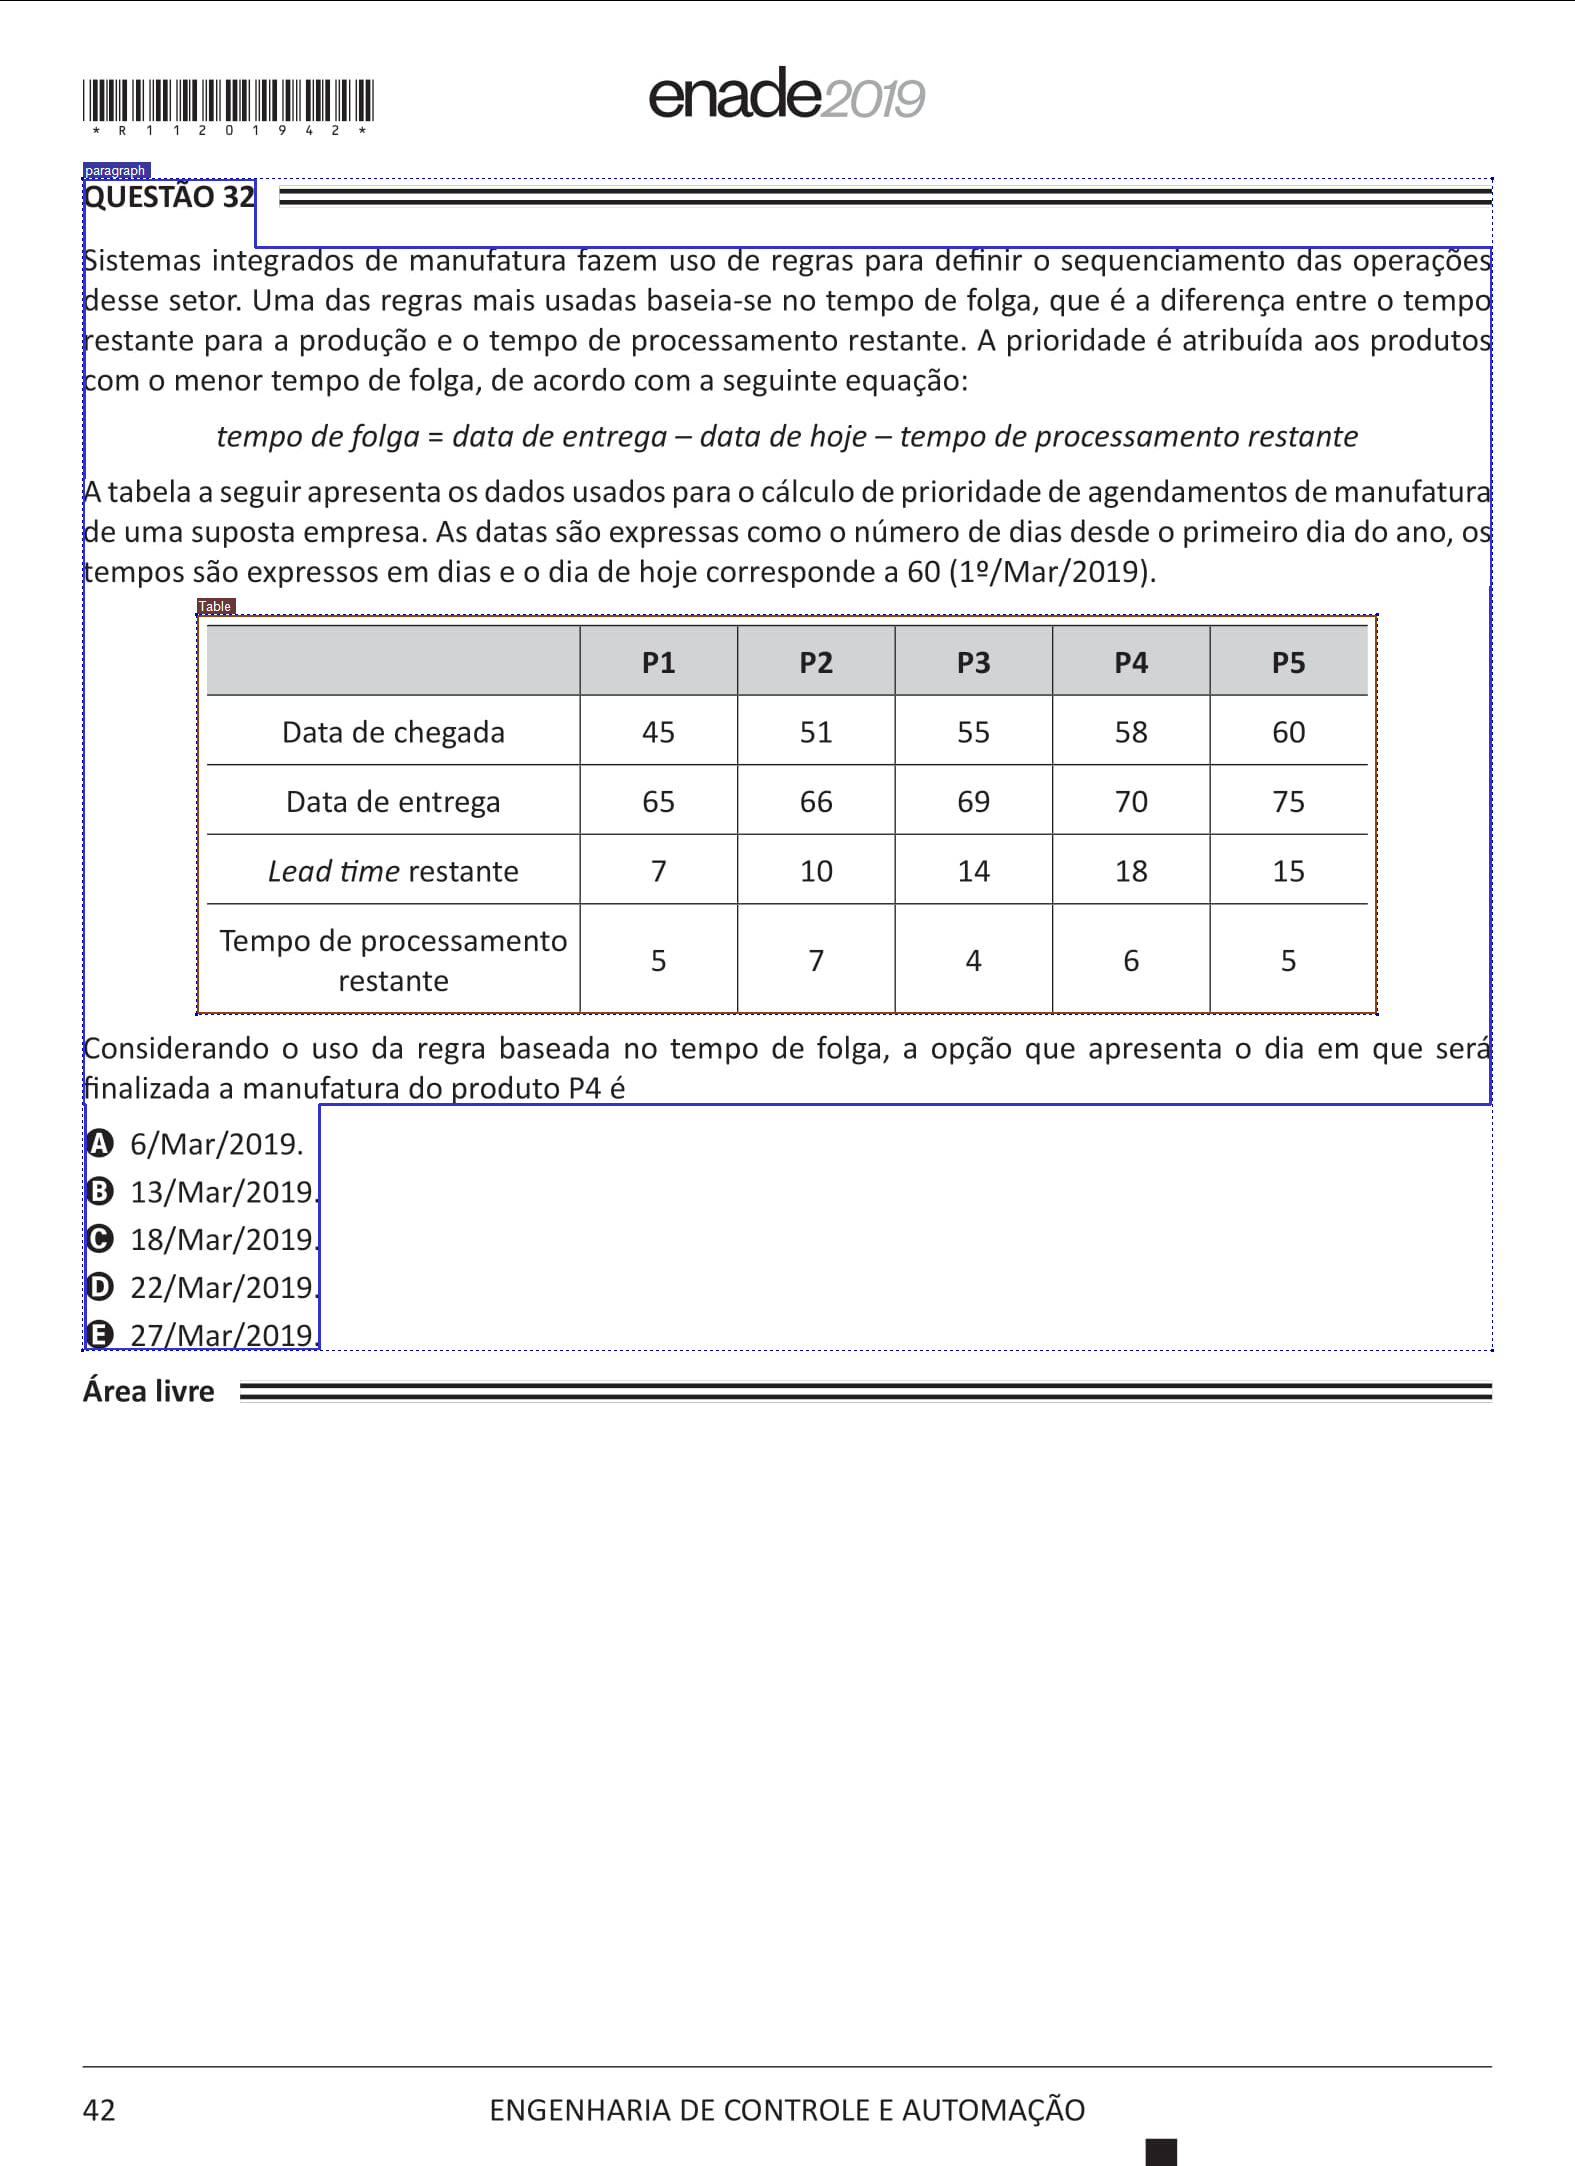 *R11201942*
enade2019
paragraph
QUESTÃO 32
Sistemas integrados de manufatura fazem uso de regras para definir o sequenciamento das operações
desse setor. Uma das regras mais usadas baseia-se no tempo de folga, que é a diferença entre o tempo
restante para a produção e o tempo de processamento restante. A prioridade é atribuída aos produtos
com o menor tempo de folga, de acordo com a seguinte equação:
tempo de folga = data de entrega – data de hoje – tempo de processamento restante
A tabela a seguir apresenta os dados usados para o cálculo de prioridade de agendamentos de manufatura
de uma suposta empresa. As datas são expressas como o número de dias desde o primeiro dia do ano, os
tempos são expressos em dias e o dia de hoje corresponde a 60 (1º/Mar/2019).
Table
P1 P2 P3 P4 P5
Data de chegada 45 51 55 58 60
Data de entrega 65 66 69 70 75
Lead time restante 7 10 14 18 15
Tempo de processamento
restante 5 7 4 6 5
Considerando o uso da regra baseada no tempo de folga, a opção que apresenta o dia em que será
finalizada a manufatura do produto P4 é
A 6/Mar/2019.
B 13/Mar/2019.
C 18/Mar/2019.
D 22/Mar/2019.
E 27/Mar/2019.
Área livre
42 ENGENHARIA DE CONTROLE E AUTOMAÇÃO